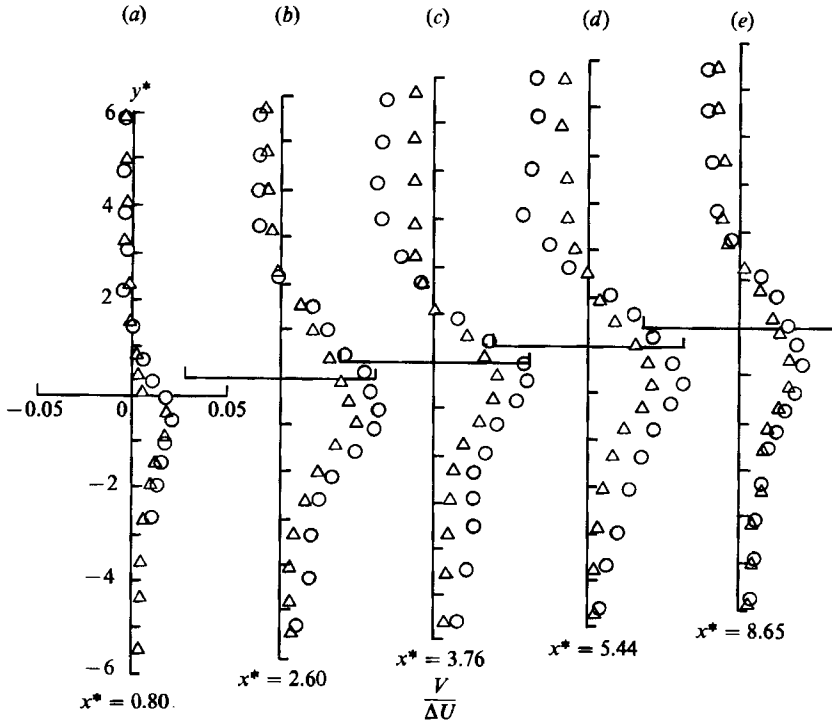 (a) (b) (c) (d) (e)
y*
6
4
2
−0.05 0 0.05
−2
−4
−6
x* = 0.80
x* = 2.60
x* = 3.76
x* = 5.44
x* = 8.65
V
ΔU